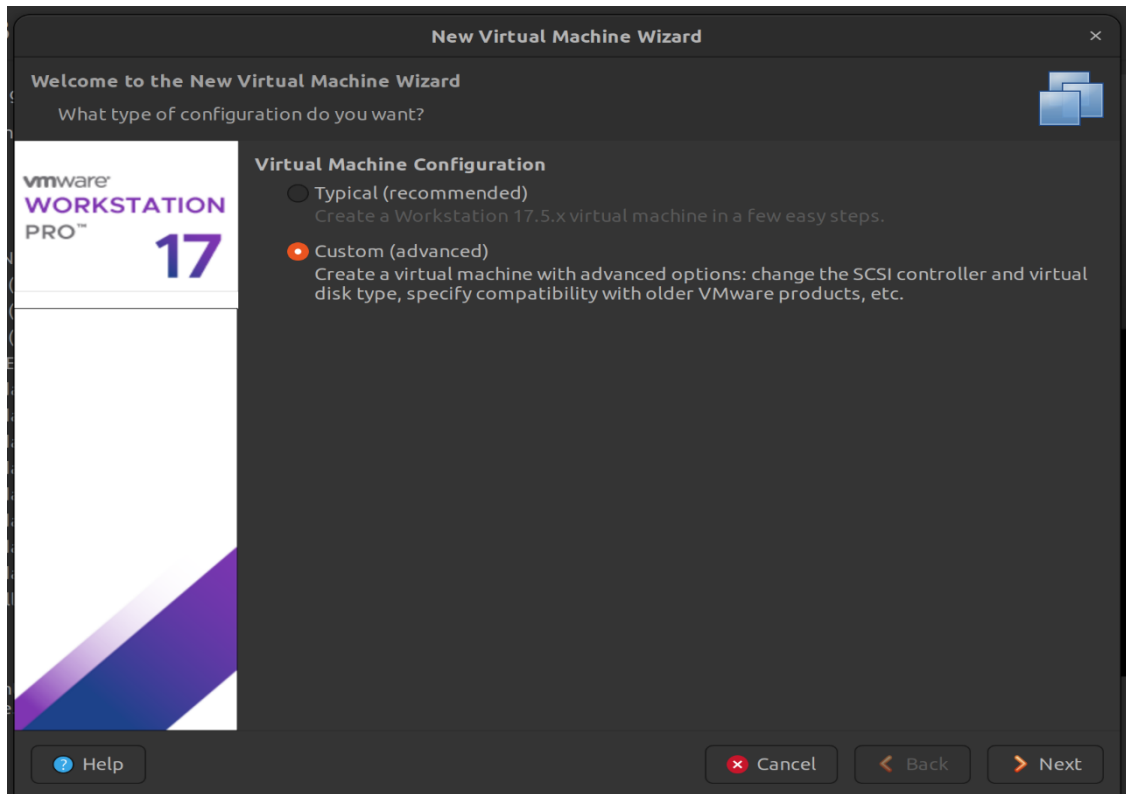 New Virtual Machine Wizard
Welcome to the New Virtual Machine Wizard
What type of configuration do you want?
vmware
WORKSTATION
PRO™
17
Virtual Machine Configuration
Typical (recommended)
Create a Workstation 17.5.x virtual machine in a few easy steps.
Custom (advanced)
Create a virtual machine with advanced options: change the SCSI controller and virtual
disk type, specify compatibility with older VMware products, etc.
Help
Cancel
Back
Next